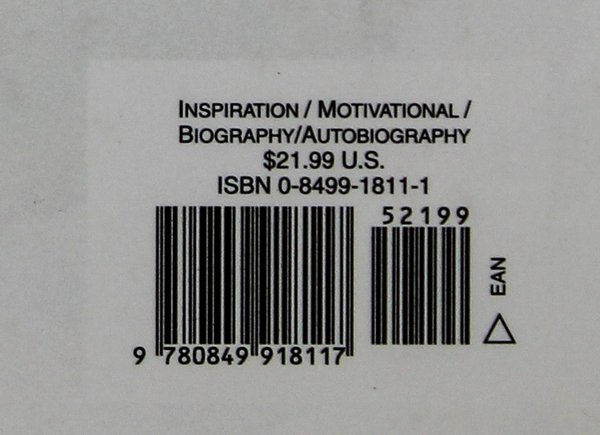 INSPIRATION / MOTIVATIONAL /
BIOGRAPHY/AUTOBIOGRAPHY
$21.99 U.S.
ISBN 0-8499-1811-1
52199
EAN
9 780849 918117